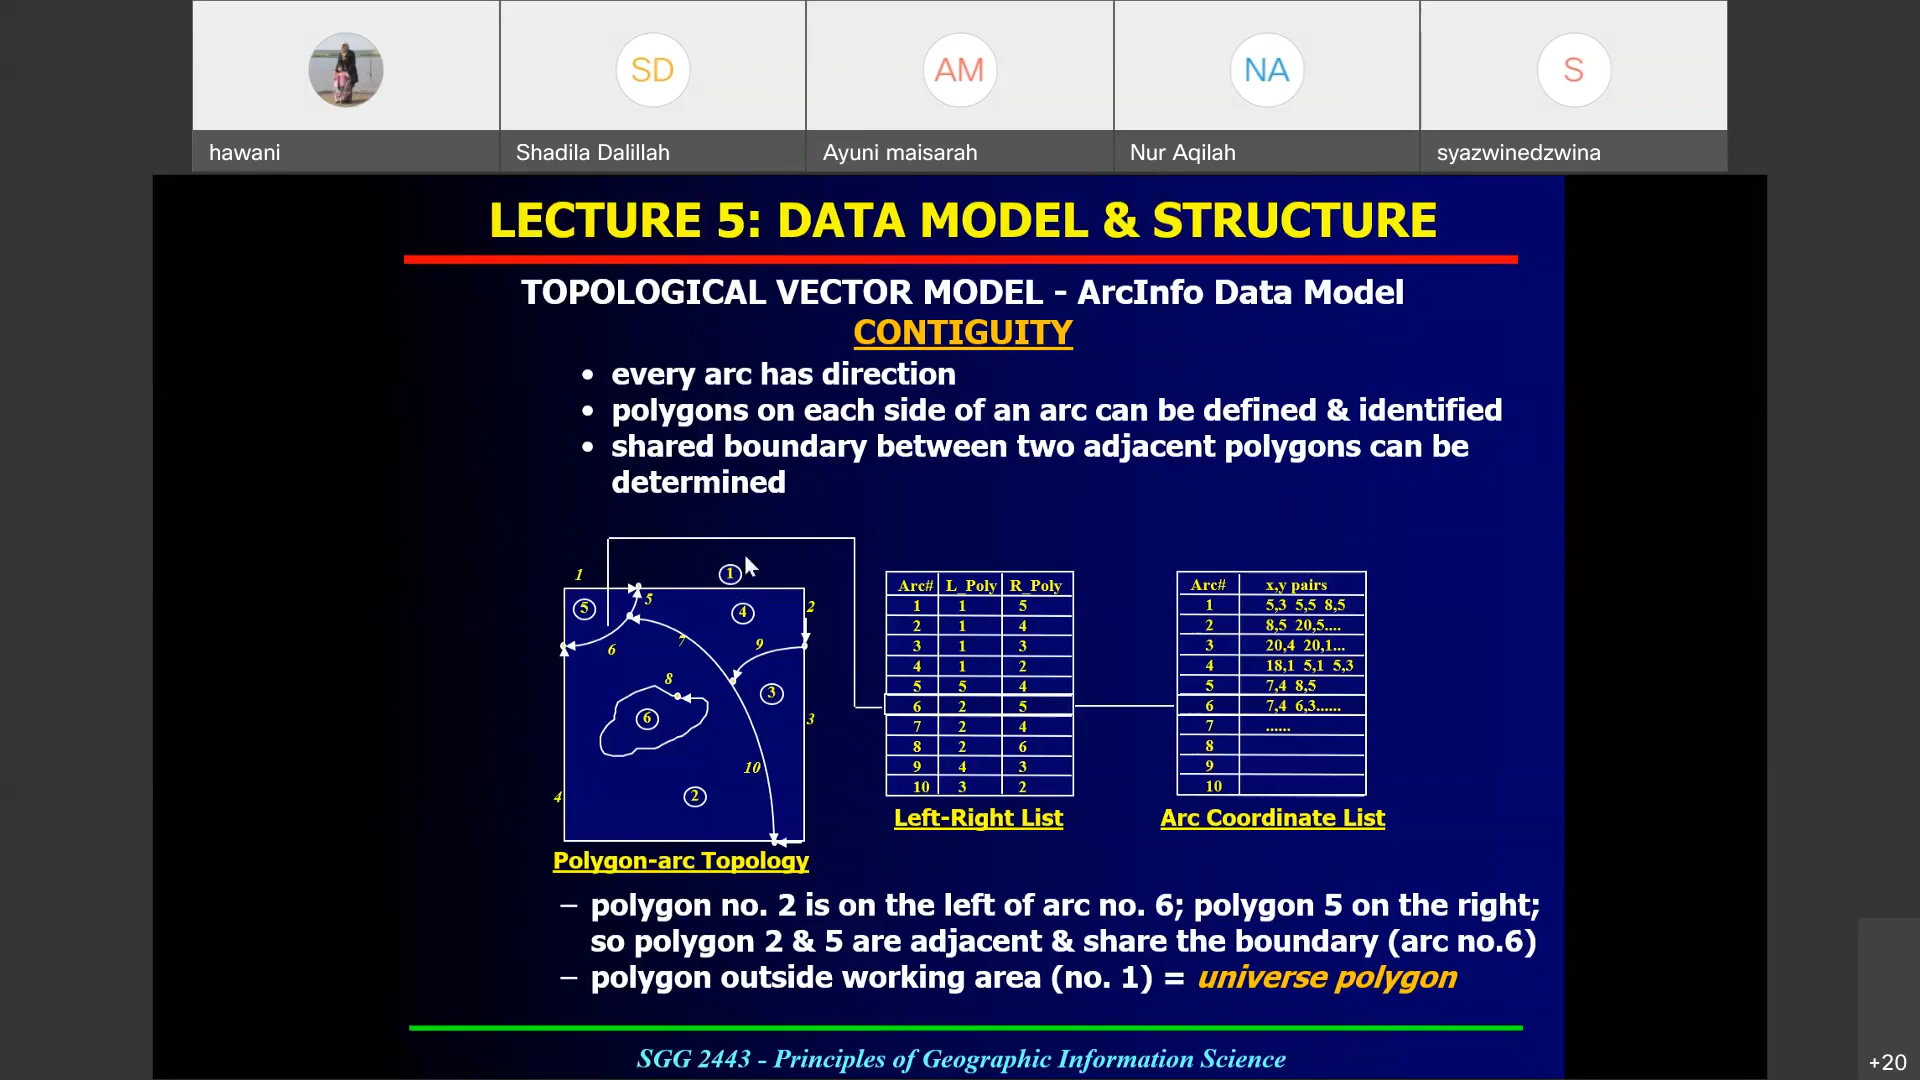 SD
AM
NA
S
hawani
Shadila Dalillah
Ayuni maisarah
Nur Aqilah
syazwinedzwina
LECTURE 5: DATA MODEL & STRUCTURE
TOPOLOGICAL VECTOR MODEL - ArcInfo Data Model
CONTIGUITY
• every arc has direction
• polygons on each side of an arc can be defined & identified
• shared boundary between two adjacent polygons can be
determined
1
1
5
5
4
2
6
7
9
8
6
3
3
10
4
2
Polygon-arc Topology
Arc# L_Poly R_Poly
1 1 5
2 1 4
3 1 3
4 1 2
5 5 4
6 2 5
7 2 4
8 2 6
9 4 3
10 3 2
Left-Right List
Arc# x,y pairs
1 5,3 5,5 8,5
2 8,5 20,5....
3 20,4 20,1...
4 18,1 5,1 5,3
5 7,4 8,5
6 7,4 6,3......
7 ......
8
9
10
Arc Coordinate List
– polygon no. 2 is on the left of arc no. 6; polygon 5 on the right;
so polygon 2 & 5 are adjacent & share the boundary (arc no.6)
– polygon outside working area (no. 1) = universe polygon
SGG 2443 - Principles of Geographic Information Science
+20